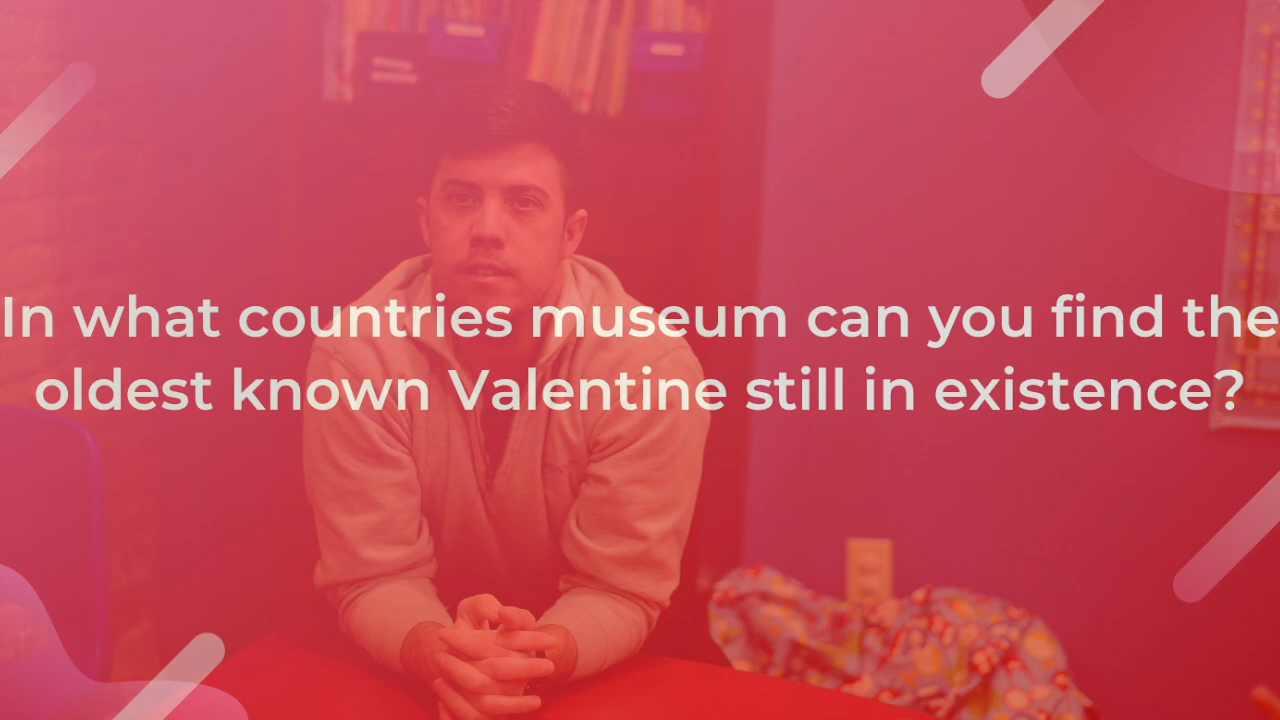 In what countries museum can you find the
oldest known Valentine still in existence?